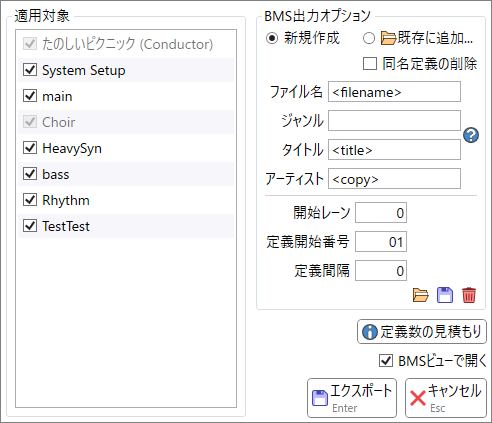 適用対象
たのしいピクニック (Conductor)
System Setup
main
Choir
HeavySyn
bass
Rhythm
TestTest
BMS出力オプション
新規作成
既存に追加...
同名定義の削除
ファイル名 <filename>
ジャンル
タイトル <title>
アーティスト <copy>
開始レーン 0
定義開始番号 01
定義間隔 0
定義数の見積もり
BMSビューで開く
エクスポート
Enter
キャンセル
Esc